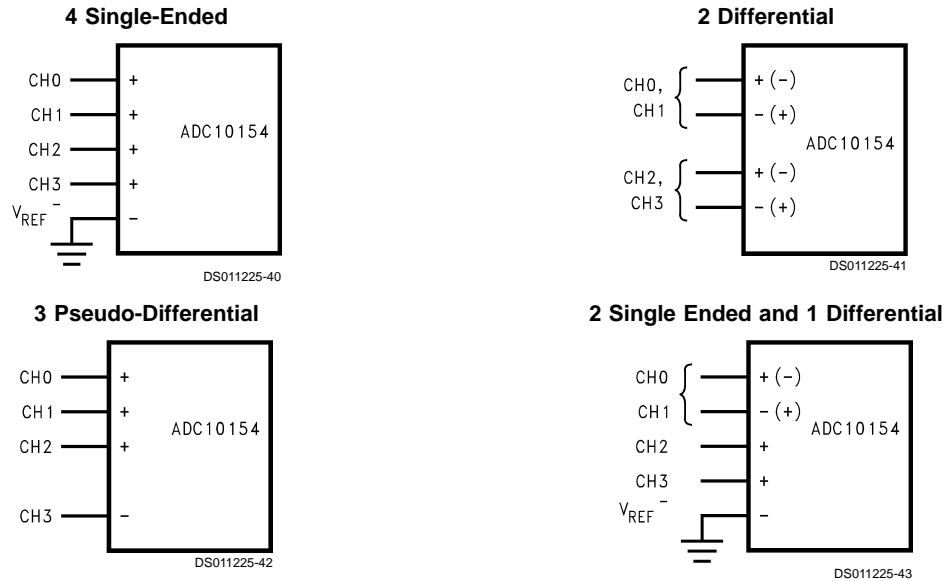 4 Single-Ended
CH0
+
CH1
+
ADC10154
CH2
+
CH3
+
VREF−
−
DS011225-40
2 Differential
CH0,
CH1
+ (−)
− (+)
ADC10154
CH2,
CH3
+ (−)
− (+)
DS011225-41
3 Pseudo-Differential
CH0
+
CH1
+
ADC10154
CH2
+
CH3
−
DS011225-42
2 Single Ended and 1 Differential
CH0
+ (−)
CH1
− (+)
ADC10154
CH2
+
CH3
+
VREF−
−
DS011225-43